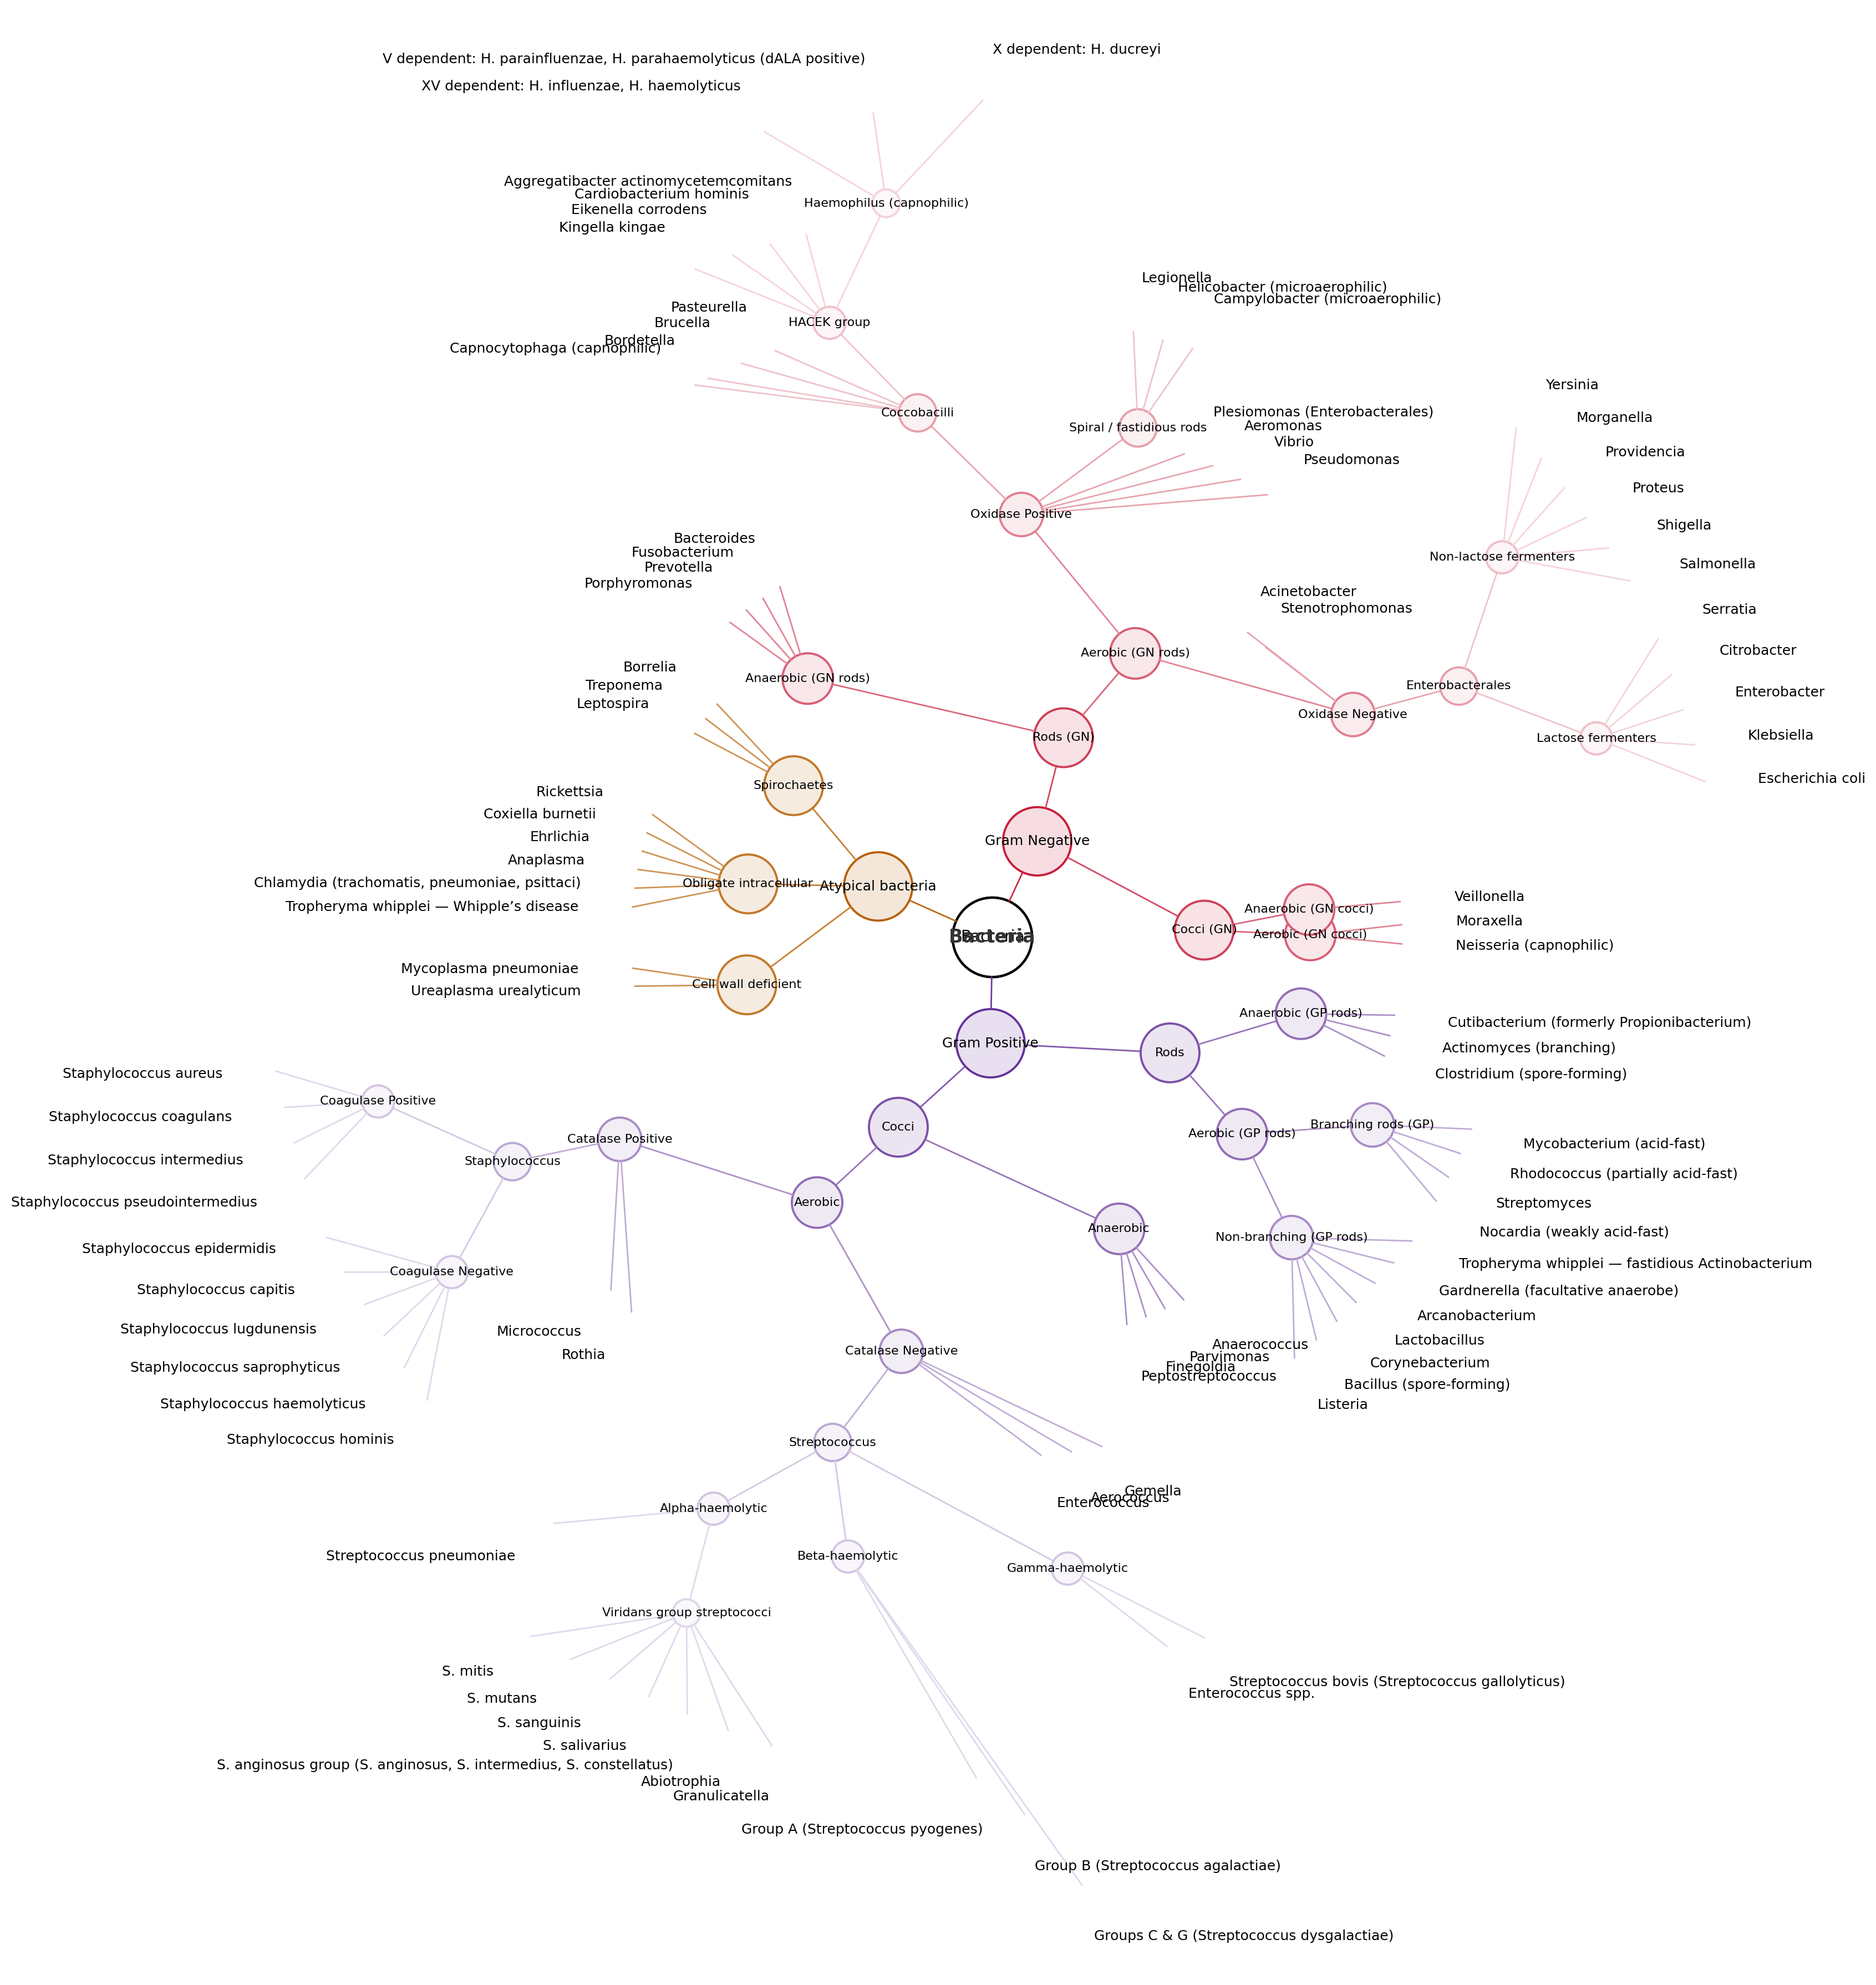 X dependent: H. ducreyi
V dependent: H. parainfluenzae, H. parahaemolyticus (dALA positive)
XV dependent: H. influenzae, H. haemolyticus
Aggregatibacter actinomycetemcomitans
Cardiobacterium hominis
Haemophilus (capnophilic)
Eikenella corrodens
Kingella kingae
Legionella
Helicobacter (microaerophilic)
Campylobacter (microaerophilic)
Pasteurella
Brucella
HACEK group
Bordetella
Capnocytophaga (capnophilic)
Yersinia
Coccobacilli
Plesiomonas (Enterobacterales)
Morganella
Aeromonas
Spiral / fastidious rods
Vibrio
Providencia
Pseudomonas
Proteus
Oxidase Positive
Shigella
Bacteroides
Fusobacterium
Non-lactose fermenters
Salmonella
Prevotella
Porphyromonas
Acinetobacter
Stenotrophomonas
Serratia
Aerobic (GN rods)
Citrobacter
Borrelia
Anaerobic (GN rods)
Treponema
Enterobacterales
Enterobacter
Leptospira
Oxidase Negative
Rods (GN)
Lactose fermenters
Klebsiella
Escherichia coli
Spirochaetes
Rickettsia
Coxiella burnetii
Ehrlichia
Gram Negative
Anaplasma
Chlamydia (trachomatis, pneumoniae, psittaci)
Obligate intracellular
Atypical bacteria
Veillonella
Tropheryma whipplei — Whipple’s disease
Anaerobic (GN cocci)
Moraxella
Cocci (GN)
Aerobic (GN cocci)
Bacteria
Neisseria (capnophilic)
Mycoplasma pneumoniae
Cell wall deficient
Ureaplasma urealyticum
Anaerobic (GP rods)
Cutibacterium (formerly Propionibacterium)
Gram Positive
Actinomyces (branching)
Rods
Staphylococcus aureus
Clostridium (spore-forming)
Coagulase Positive
Staphylococcus coagulans
Cocci
Branching rods (GP)
Aerobic (GP rods)
Catalase Positive
Mycobacterium (acid-fast)
Staphylococcus intermedius
Staphylococcus
Rhodococcus (partially acid-fast)
Staphylococcus pseudointermedius
Aerobic
Streptomyces
Anaerobic
Nocardia (weakly acid-fast)
Non-branching (GP rods)
Staphylococcus epidermidis
Tropheryma whipplei — fastidious Actinobacterium
Coagulase Negative
Staphylococcus capitis
Gardnerella (facultative anaerobe)
Arcanobacterium
Staphylococcus lugdunensis
Micrococcus
Lactobacillus
Anaerococcus
Catalase Negative
Rothia
Parvimonas
Corynebacterium
Staphylococcus saprophyticus
Finegoldia
Peptostreptococcus
Bacillus (spore-forming)
Staphylococcus haemolyticus
Listeria
Staphylococcus hominis
Streptococcus
Gemella
Aerococcus
Enterococcus
Alpha-haemolytic
Streptococcus pneumoniae
Beta-haemolytic
Gamma-haemolytic
Viridans group streptococci
S. mitis
Streptococcus bovis (Streptococcus gallolyticus)
Enterococcus spp.
S. mutans
S. sanguinis
S. salivarius
S. anginosus group (S. anginosus, S. intermedius, S. constellatus)
Abiotrophia
Granulicatella
Group A (Streptococcus pyogenes)
Group B (Streptococcus agalactiae)
Groups C & G (Streptococcus dysgalactiae)